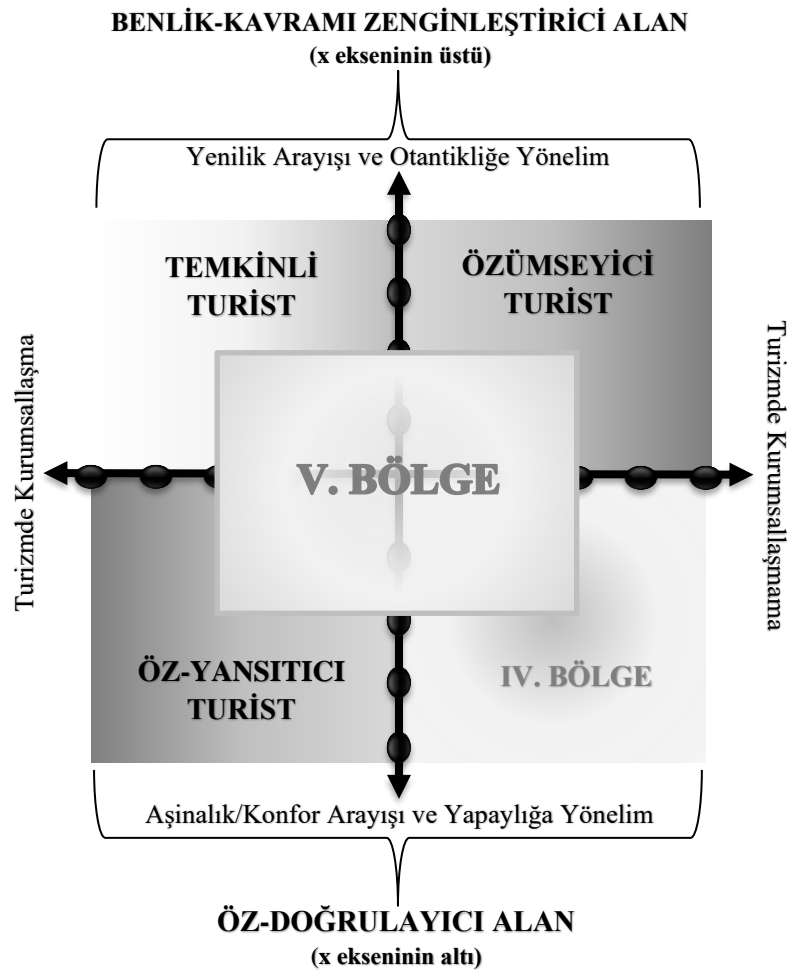 BENLİK-KAVRAMI ZENGİNLEŞTİRİCİ ALAN
(x ekseninin üstü)
Yenilik Arayışı ve Otantikliğe Yönelim
TEMKİNLİ
TURİST
ÖZÜMSEYİCİ
TURİST
Turizmde Kurumsallaşma
V. BÖLGE
Turizmde Kurumsallaşmama
ÖZ-YANSITICI
TURİST
IV. BÖLGE
Aşinalık/Konfor Arayışı ve Yapaylığa Yönelim
ÖZ-DOĞRULAYICI ALAN
(x ekseninin altı)